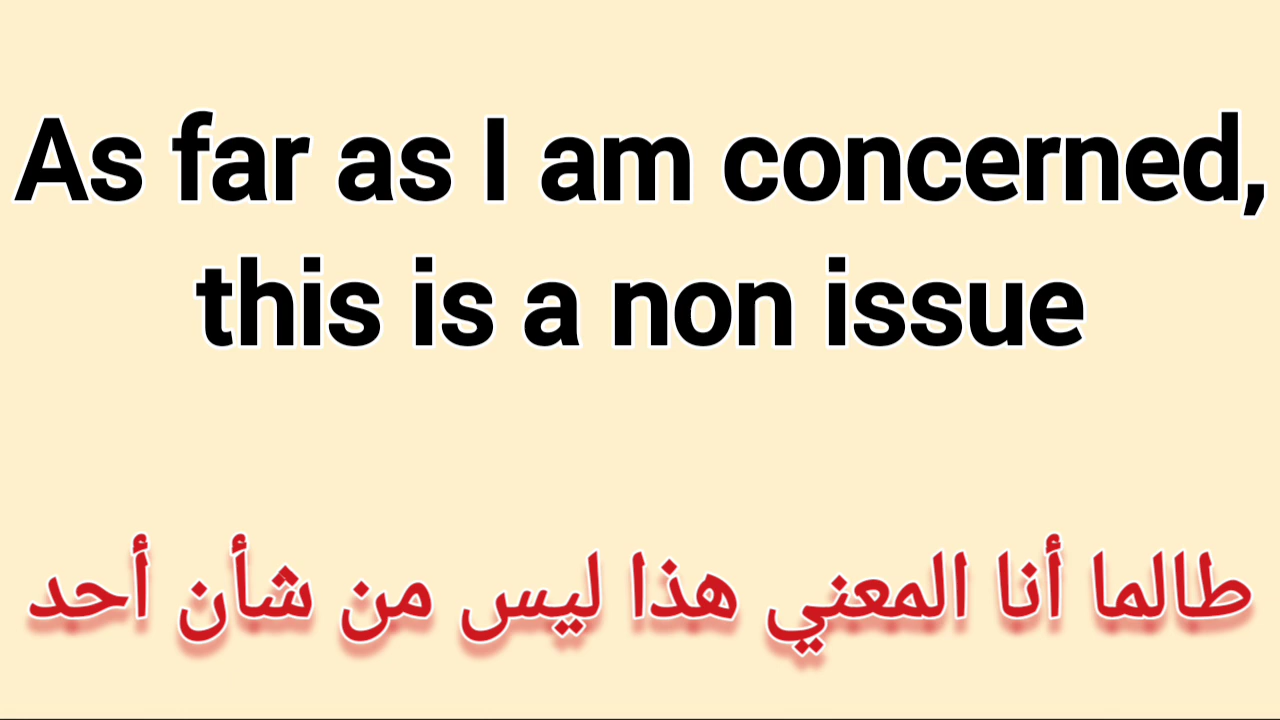 As far as I am concerned,
this is a non issue
طالما أنا المعني هذا ليس من شأن أحد